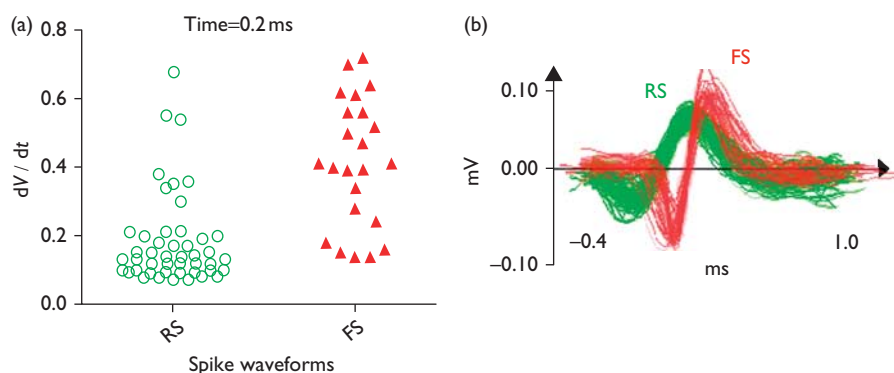 (a)
Time=0.2 ms
0.8
0.6
0.4
0.2
0.0
dV / dt
RS
FS
Spike waveforms
(b)
FS
RS
0.10
0.00
−0.10
mV
−0.4
1.0
ms